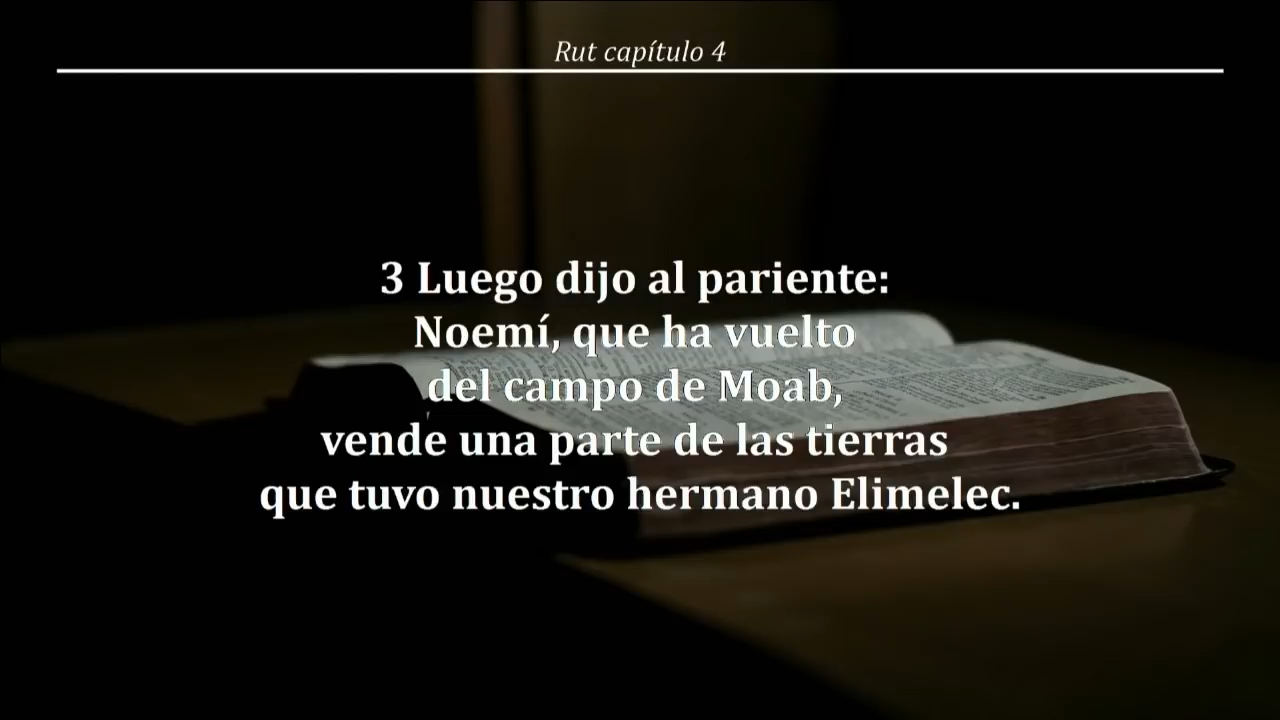 Rut capítulo 4
3 Luego dijo al pariente:
Noemí, que ha vuelto
del campo de Moab,
vende una parte de las tierras
que tuvo nuestro hermano Elimelec.